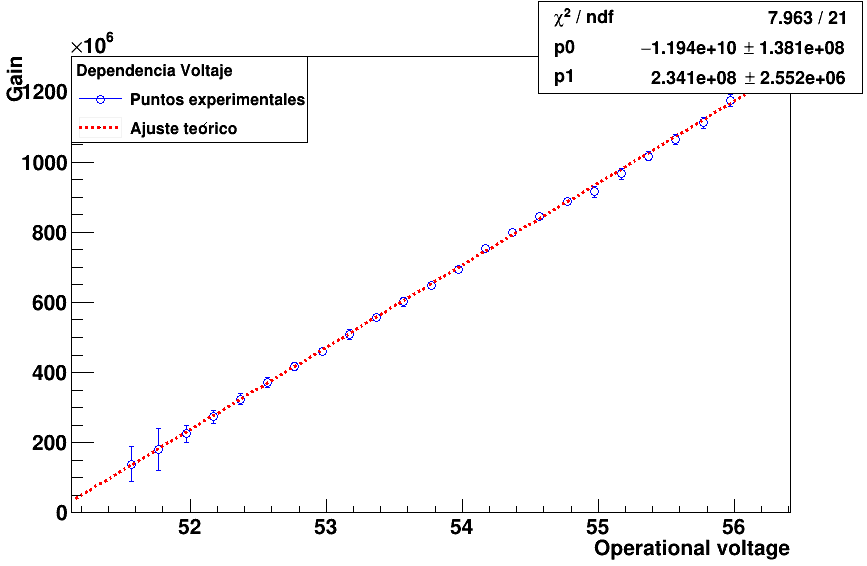 χ² / ndf 7.963 / 21
p0 −1.194e+10 ± 1.381e+08
p1 2.341e+08 ± 2.552e+06
×10⁶
Gain
Dependencia Voltaje
Puntos experimentales
Ajuste teórico
1200
1000
800
600
400
200
0
52 53 54 55 56
Operational voltage